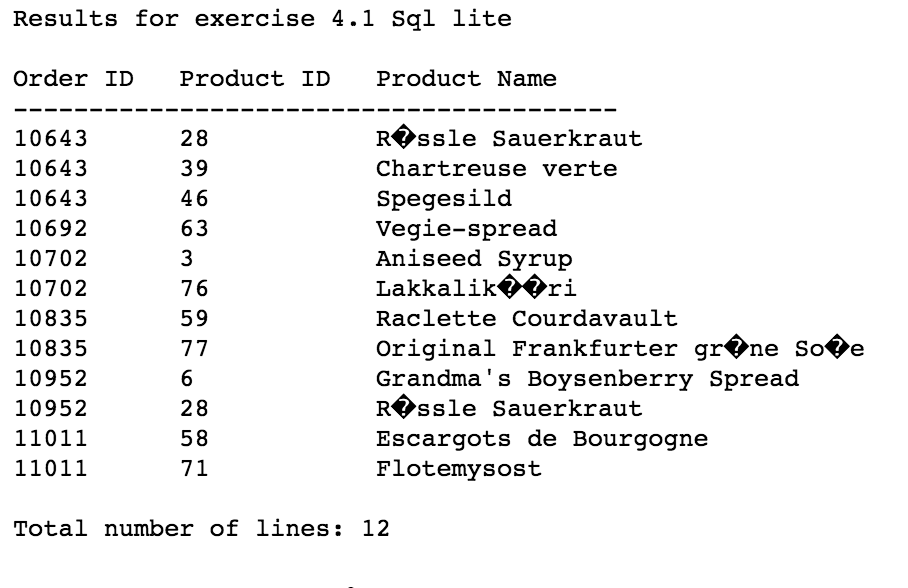 Results for exercise 4.1 Sql lite
Order ID   Product ID   Product Name
----------------------------------------
10643      28           R�ssle Sauerkraut
10643      39           Chartreuse verte
10643      46           Spegesild
10692      63           Vegie-spread
10702      3            Aniseed Syrup
10702      76           Lakkalik��ri
10835      59           Raclette Courdavault
10835      77           Original Frankfurter gr�ne So�e
10952      6            Grandma's Boysenberry Spread
10952      28           R�ssle Sauerkraut
11011      58           Escargots de Bourgogne
11011      71           Flotemysost
Total number of lines: 12